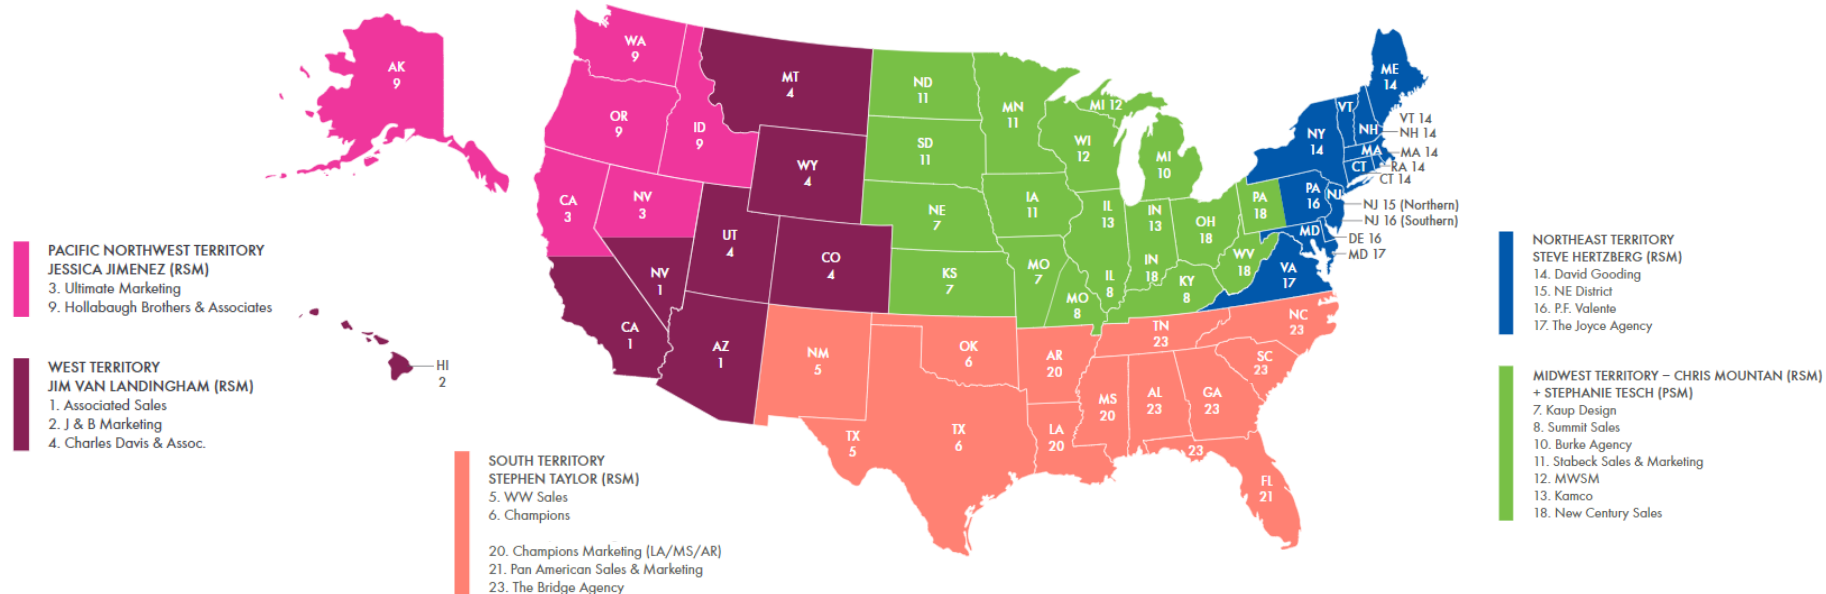 AK
9
WA
9
OR
9
ID
9
CA
3
NV
3
MT
4
WY
4
UT
4
CO
4
NV
1
CA
1
AZ
1
HI
2
ND
11
SD
11
NE
7
KS
7
MN
11
IA
11
MO
7
MO
8
WI
12
MI 12
MI
10
IL
13
IL
8
IN
13
IN
18
OH
18
KY
8
WV
18
PA
18
NM
5
TX
5
TX
6
OK
6
AR
20
LA
20
MS
20
AL
23
GA
23
TN
23
NC
23
SC
23
23
FL
21
ME
14
VT
NH
NY
14
MA
CT
PA
16
NJ
MD
VA
17
VT 14
NH 14
MA 14
RA 14
CT 14
NJ 15 (Northern)
NJ 16 (Southern)
DE 16
MD 17
PACIFIC NORTHWEST TERRITORY
JESSICA JIMENEZ (RSM)
3. Ultimate Marketing
9. Hollabaugh Brothers & Associates
WEST TERRITORY
JIM VAN LANDINGHAM (RSM)
1. Associated Sales
2. J & B Marketing
4. Charles Davis & Assoc.
SOUTH TERRITORY
STEPHEN TAYLOR (RSM)
5. WW Sales
6. Champions
20. Champions Marketing (LA/MS/AR)
21. Pan American Sales & Marketing
23. The Bridge Agency
NORTHEAST TERRITORY
STEVE HERTZBERG (RSM)
14. David Gooding
15. NE District
16. P.F. Valente
17. The Joyce Agency
MIDWEST TERRITORY – CHRIS MOUNTAN (RSM)
+ STEPHANIE TESCH (PSM)
7. Kaup Design
8. Summit Sales
10. Burke Agency
11. Stabeck Sales & Marketing
12. MWSM
13. Kamco
18. New Century Sales